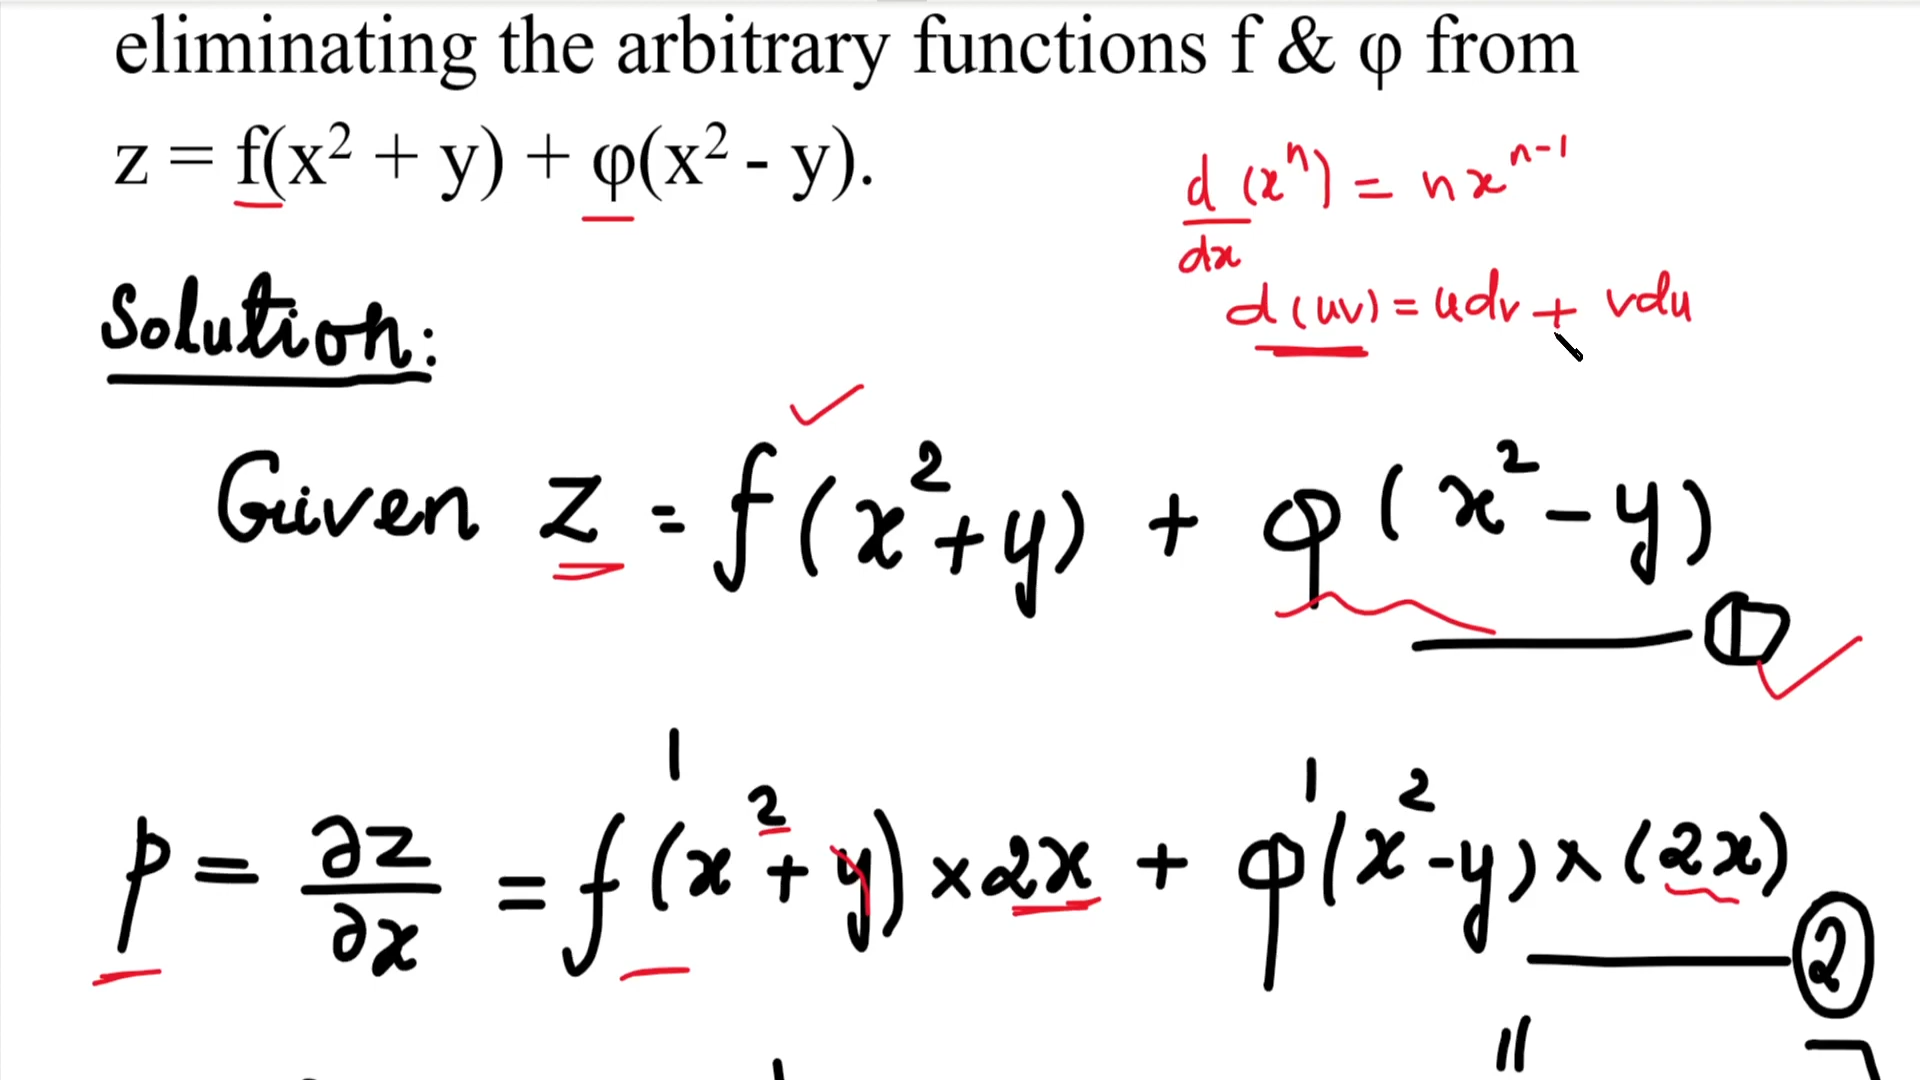 eliminating the arbitrary functions f & φ from
z = f(x² + y) + φ(x² - y).
d/dx (xⁿ) = n xⁿ⁻¹
d(uv) = udv + vdu
Solution:
Given z = f(x²+y) + φ(x²-y)
①
p = ∂z/∂x = f'(x²+y) × 2x + φ'(x²-y) × (2x)
②